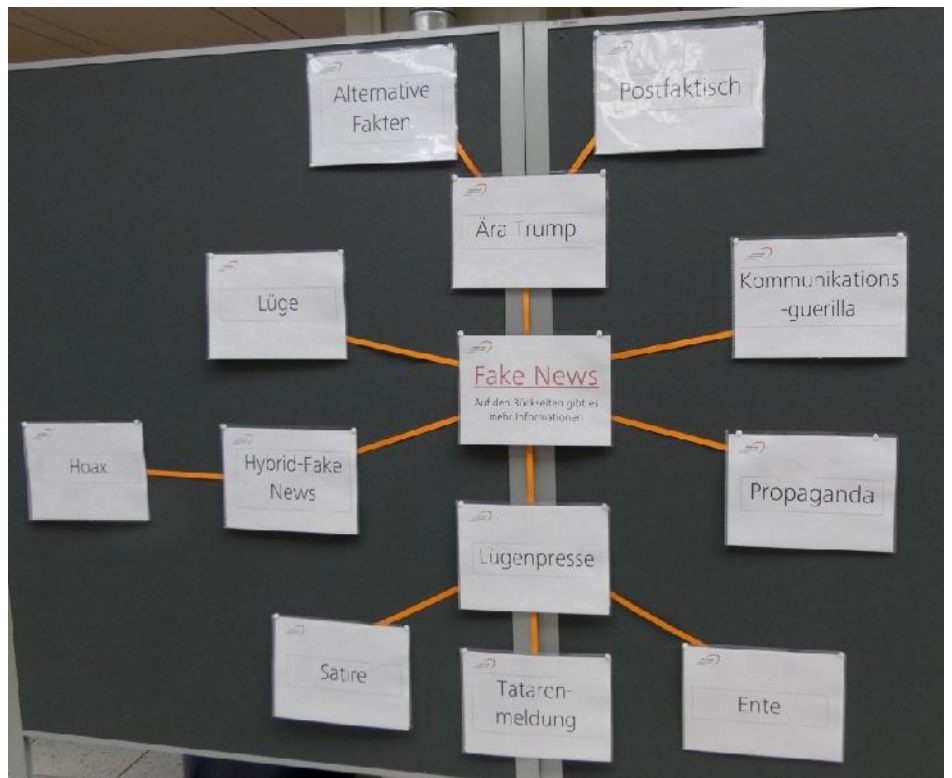 Alternative
Fakten
Postfaktisch
Ära Trump
Lüge
Kommunikations
-guerilla
Fake News
Auf den Rückseiten gibt es
mehr Informationen
Hoax
Hybrid-Fake
News
Propaganda
Lügenpresse
Satire
Tataren-
meldung
Ente